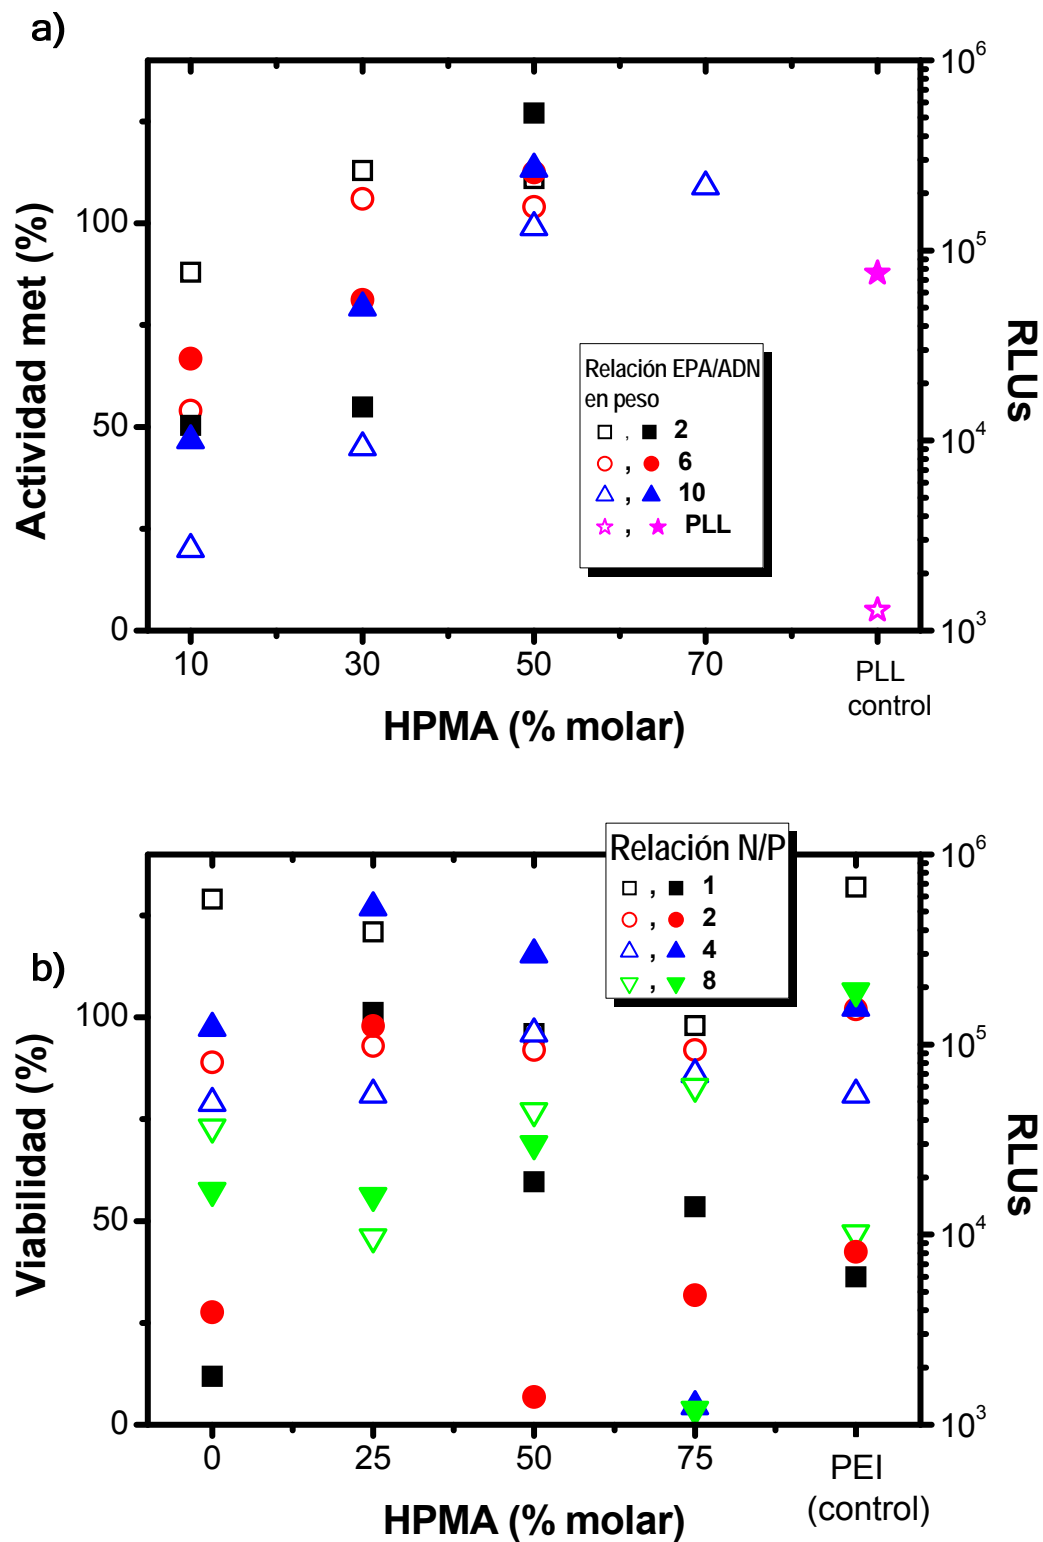 a)
10⁶
10⁵
10⁴
10³
100
50
0
Actividad met (%)
RLUs
Relación EPA/ADN
en peso
, 2
, 6
, 10
, PLL
10 30 50 70 PLL
control
HPMA (% molar)
b)
Relación N/P
, 1
, 2
, 4
, 8
10⁶
10⁵
10⁴
10³
100
50
0
Viabilidad (%)
RLUs
0 25 50 75 PEI
(control)
HPMA (% molar)